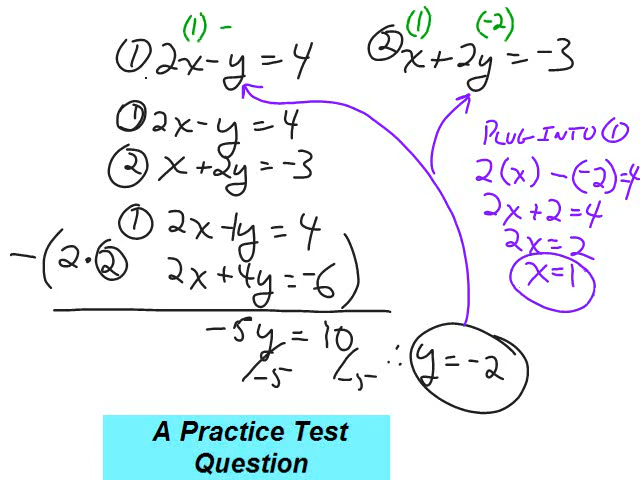 (1) -
① 2x - y = 4
(1) (-2)
② x + 2y = -3
① 2x - y = 4
② x + 2y = -3
① 2x - 1y = 4
-(2·② 2x + 4y = -6)
-5y = 10
-5 -5
∴ y = -2
PLUG INTO ①
2(x) - (-2) = 4
2x + 2 = 4
2x = 2
x = 1
A Practice Test
Question